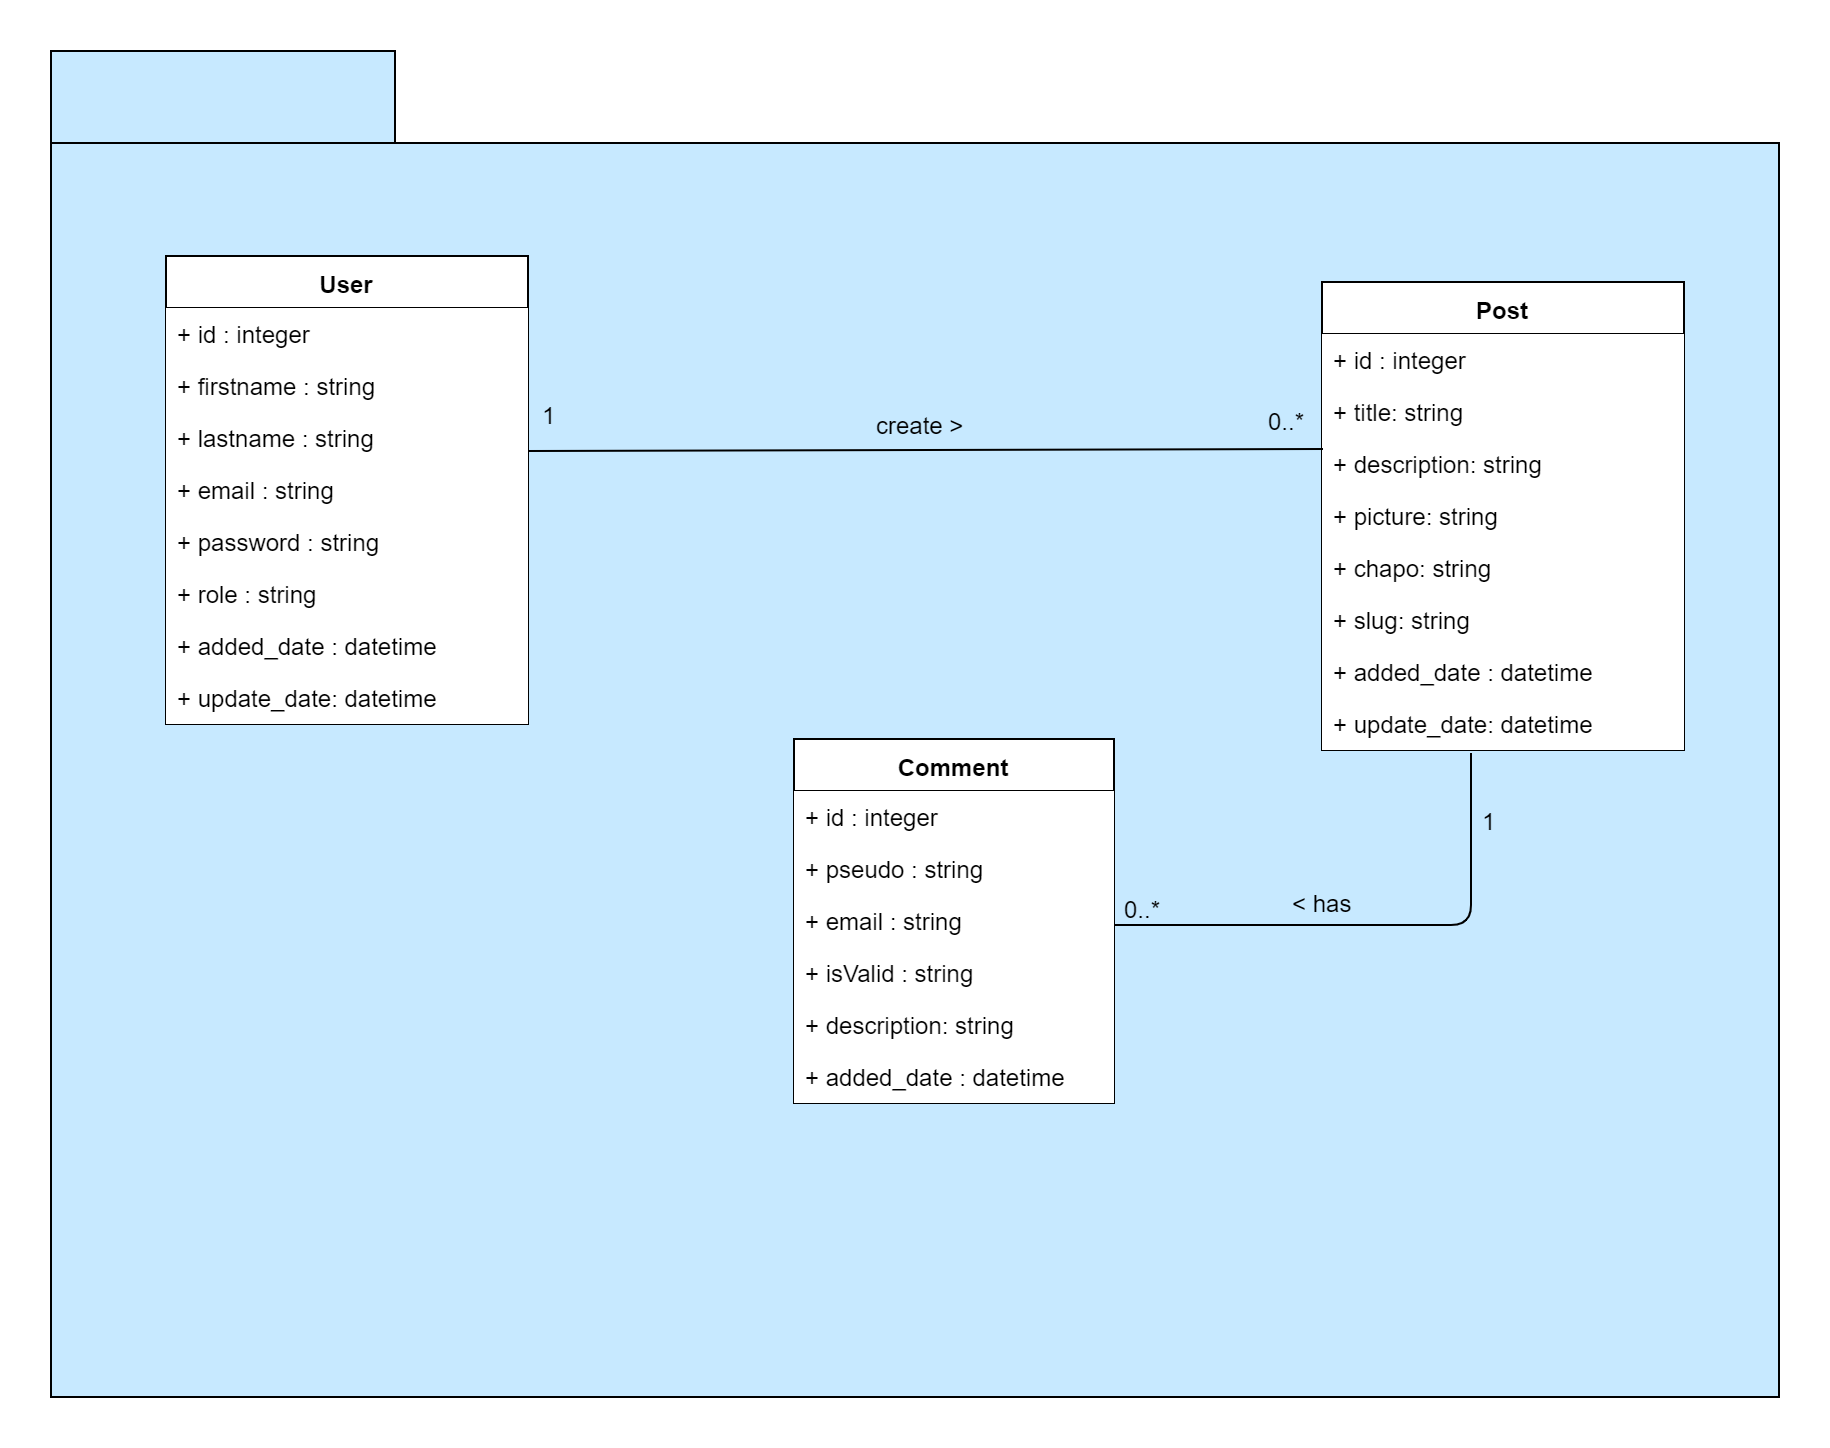 User
+ id : integer
+ firstname : string
+ lastname : string
+ email : string
+ password : string
+ role : string
+ added_date : datetime
+ update_date: datetime
1
create >
0..*
Post
+ id : integer
+ title: string
+ description: string
+ picture: string
+ chapo: string
+ slug: string
+ added_date : datetime
+ update_date: datetime
1
< has
0..*
Comment
+ id : integer
+ pseudo : string
+ email : string
+ isValid : string
+ description: string
+ added_date : datetime